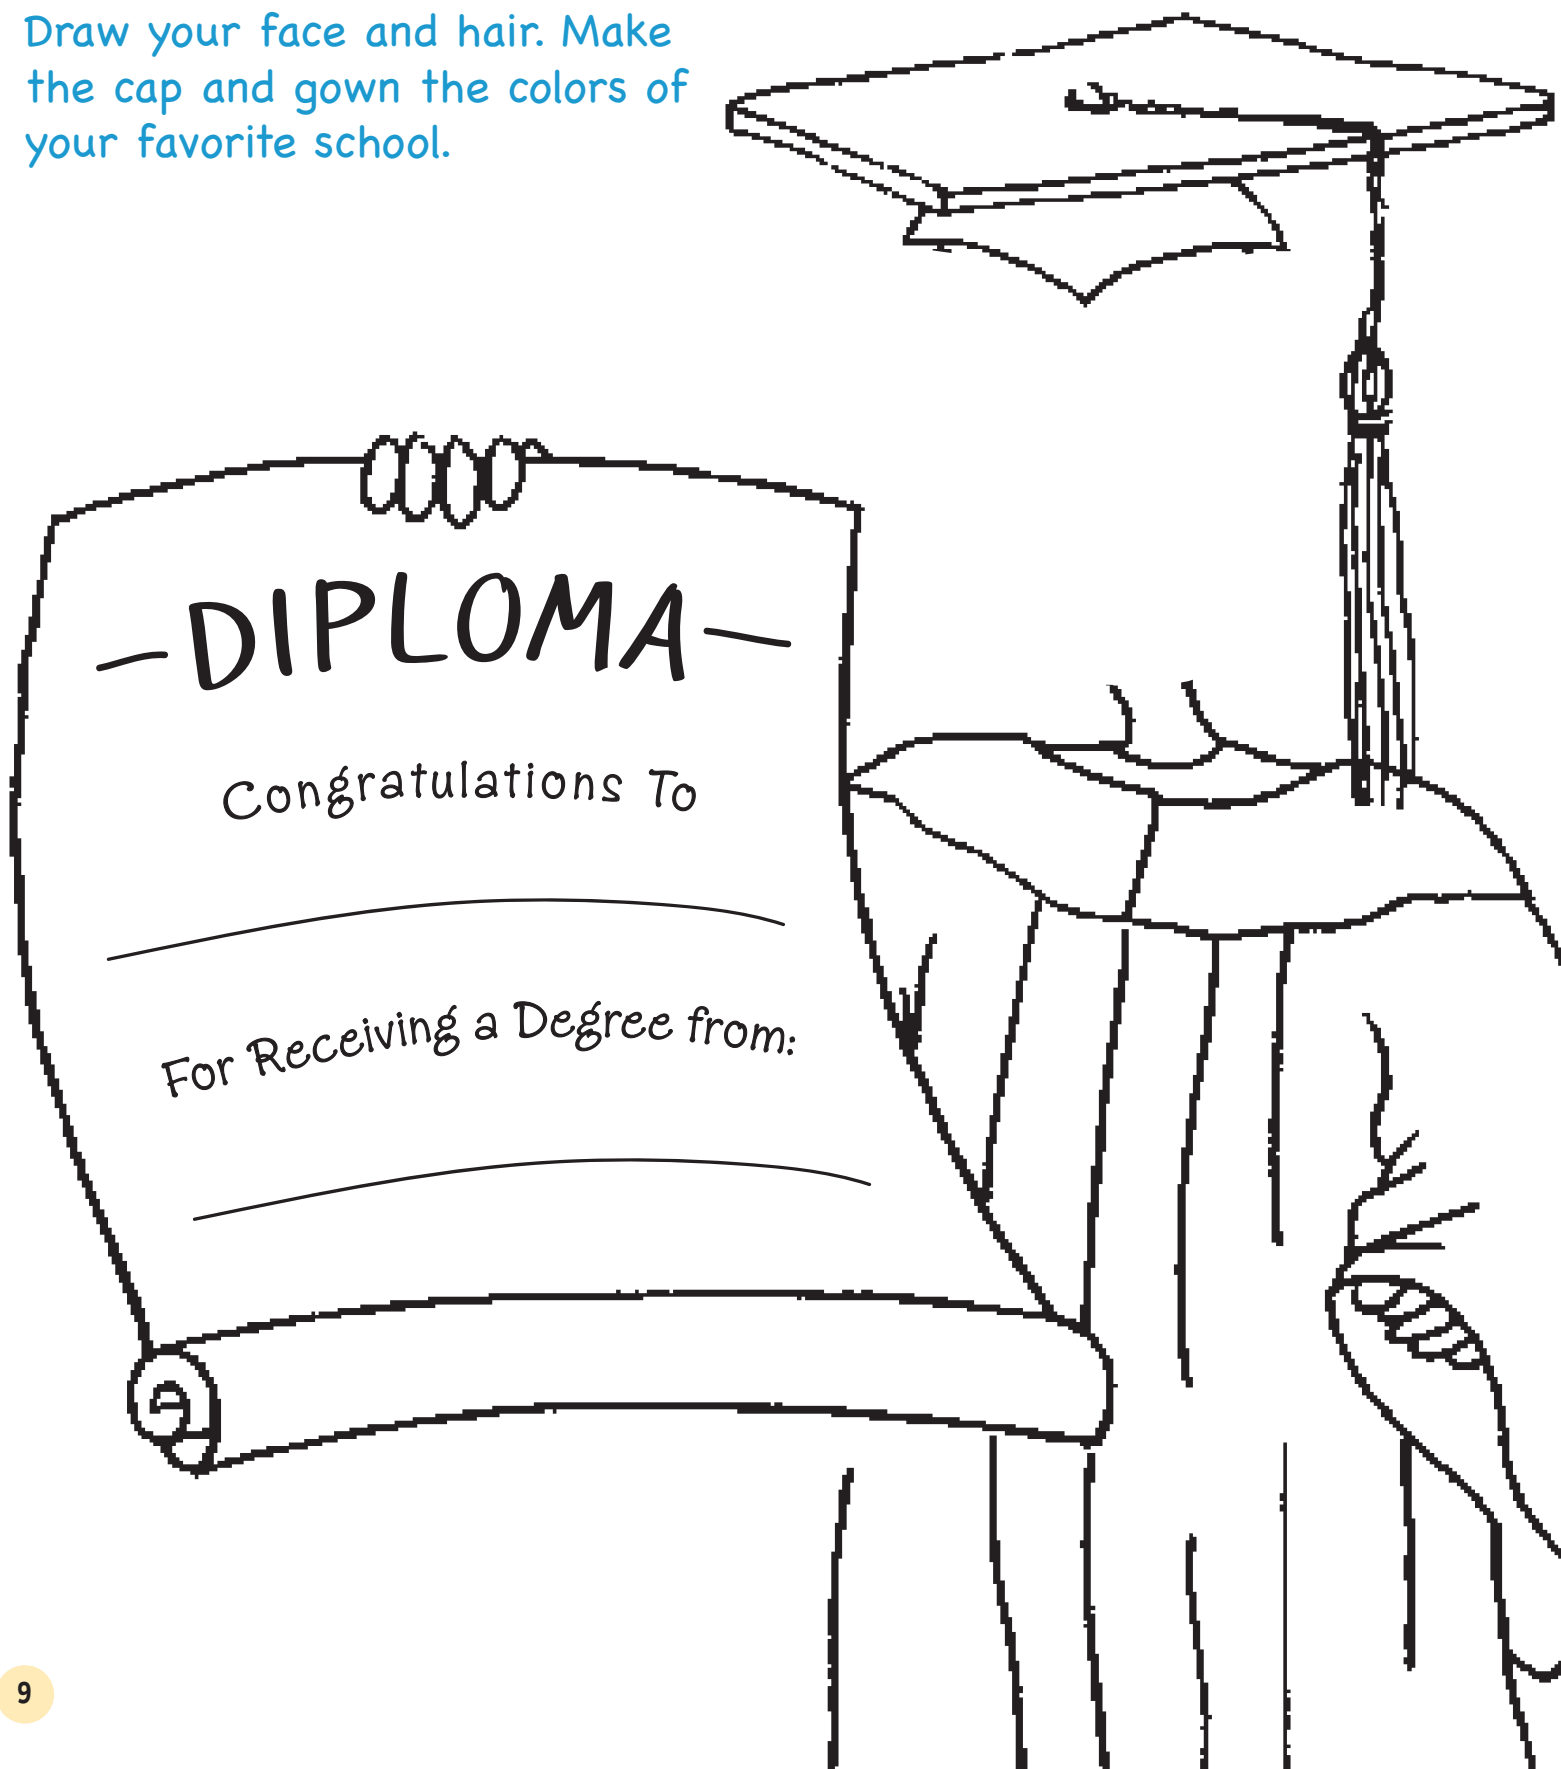 Draw your face and hair. Make
the cap and gown the colors of
your favorite school.
DIPLOMA
Congratulations To
For Receiving a Degree from:
9